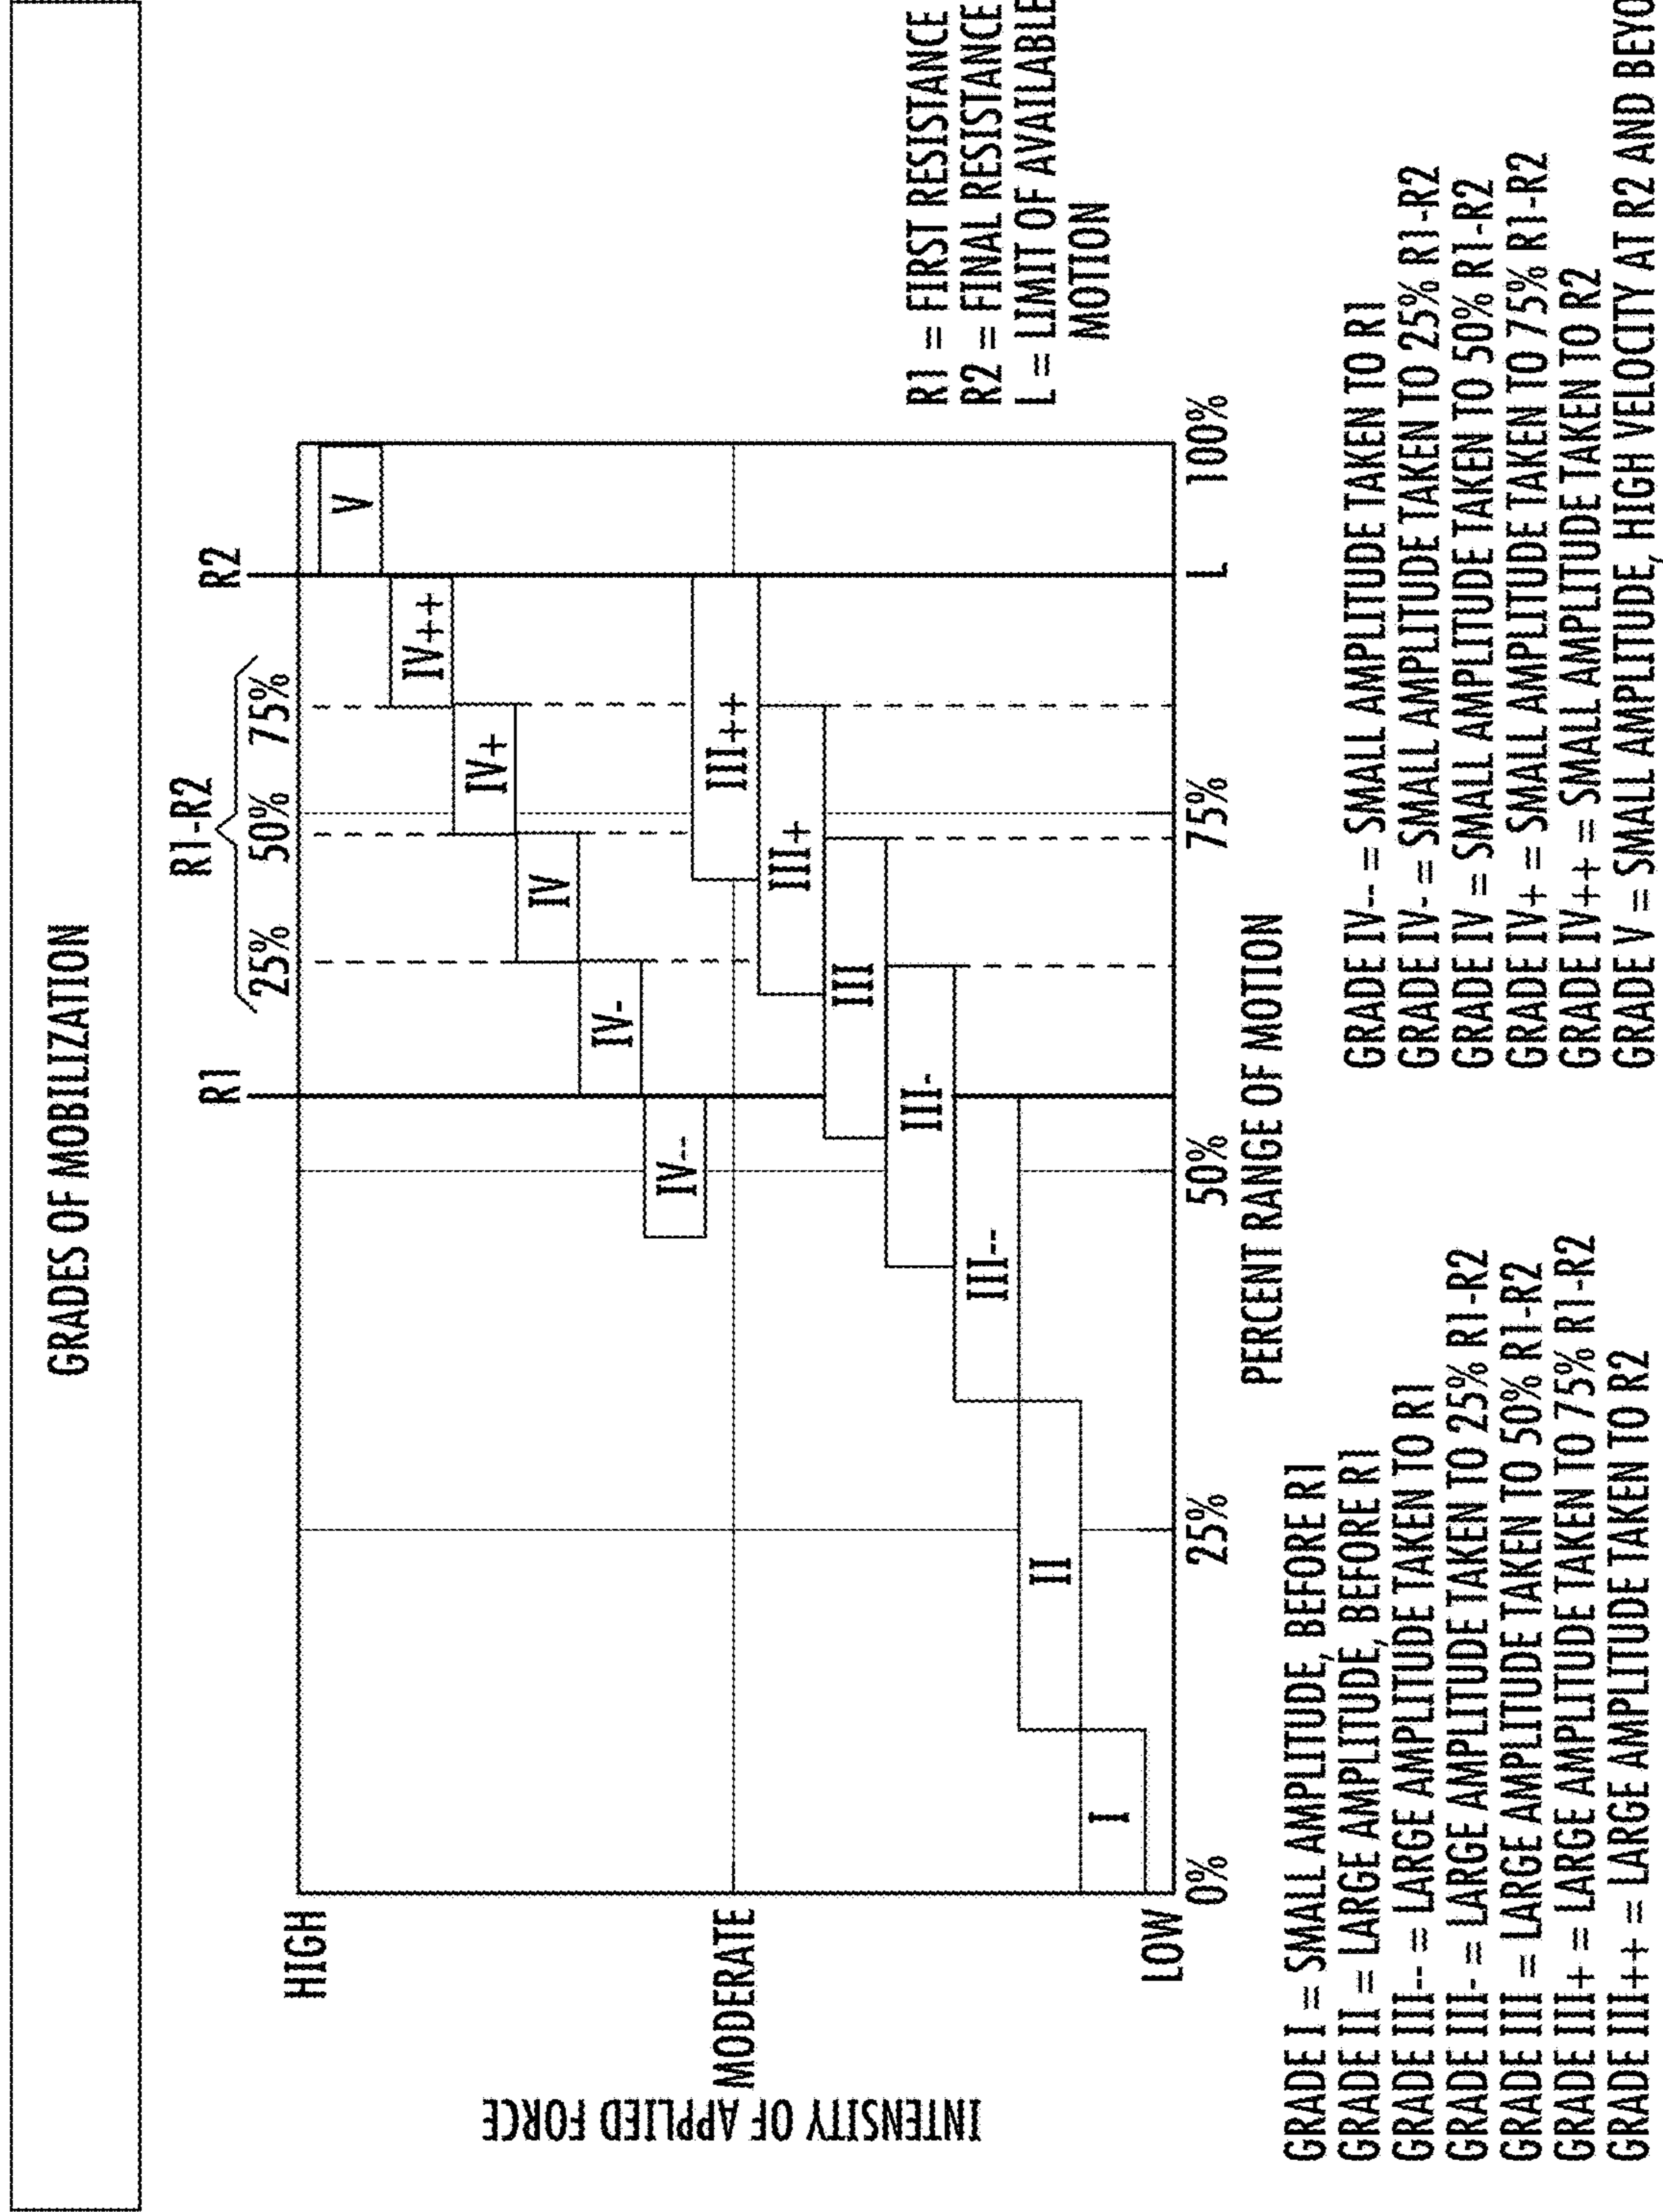 GRADES OF MOBILIZATION
R1-R2
R1
25%
50%
75%
R2
INTENSITY OF APPLIED FORCE
HIGH
MODERATE
LOW
V
IV++
IV+
IV
IV-
IV--
III++
III+
III
III-
III--
II
I
0%
25%
50%
75%
L
100%
PERCENT RANGE OF MOTION
R1 = FIRST RESISTANCE
R2 = FINAL RESISTANCE
L = LIMIT OF AVAILABLE
MOTION
GRADE I = SMALL AMPLITUDE, BEFORE R1
GRADE II = LARGE AMPLITUDE, BEFORE R1
GRADE III-- = LARGE AMPLITUDE TAKEN TO R1
GRADE III- = LARGE AMPLITUDE TAKEN TO 25% R1-R2
GRADE III = LARGE AMPLITUDE TAKEN TO 50% R1-R2
GRADE III+ = LARGE AMPLITUDE TAKEN TO 75% R1-R2
GRADE III++ = LARGE AMPLITUDE TAKEN TO R2
GRADE IV-- = SMALL AMPLITUDE TAKEN TO R1
GRADE IV- = SMALL AMPLITUDE TAKEN TO 25% R1-R2
GRADE IV = SMALL AMPLITUDE TAKEN TO 50% R1-R2
GRADE IV+ = SMALL AMPLITUDE TAKEN TO 75% R1-R2
GRADE IV++ = SMALL AMPLITUDE TAKEN TO R2
GRADE V = SMALL AMPLITUDE, HIGH VELOCITY AT R2 AND